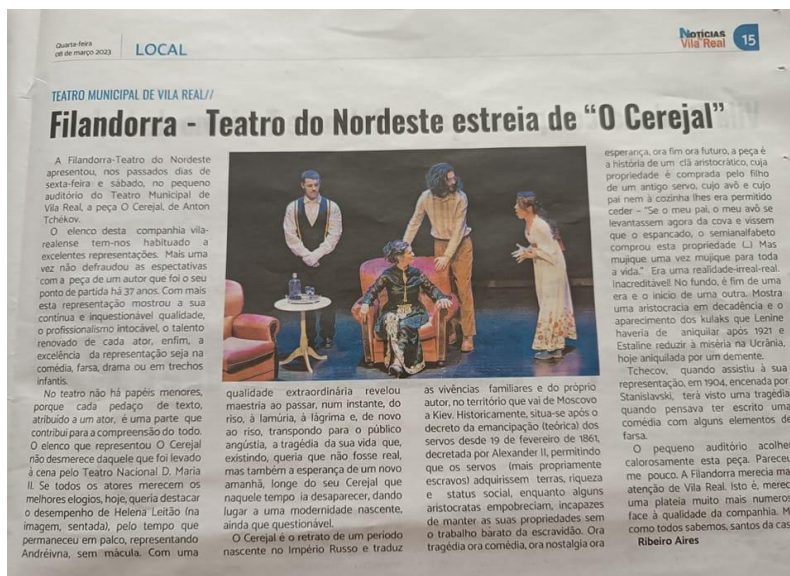 Quarta-feira
08 de março 2023
LOCAL
NOTÍCIAS
Vila Real
15
TEATRO MUNICIPAL DE VILA REAL//
Filandorra - Teatro do Nordeste estreia de “O Cerejal”
A Filandorra-Teatro do Nordeste
apresentou, nos passados dias de
sexta-feira e sábado, no pequeno
auditório do Teatro Municipal de
Vila Real, a peça O Cerejal, de Anton
Tchékov.
O elenco desta companhia vila-
realense tem-nos habituado a
excelentes representações. Mais uma
vez não defraudou as espectativas
com a peça de um autor que foi o seu
ponto de partida há 37 anos. Com mais
esta representação mostrou a sua
contínua e inquestionável qualidade,
o profissionalismo intocável, o talento
renovado de cada ator, enfim, a
excelência da representação seja na
comédia, farsa, drama ou em trechos
infantis.
No teatro não há papéis menores,
porque cada pedaço de texto,
atribuído a um ator, é uma parte que
contribui para a compreensão do todo.
O elenco que representou O Cerejal
não desmerece daquele que foi levado
à cena pelo Teatro Nacional D. Maria
II. Se todos os atores merecem os
melhores elogios, hoje, queria destacar
o desempenho de Helena Leitão (na
imagem, sentada), pelo tempo que
permaneceu em palco, representando
Andréivna, sem mácula. Com uma
qualidade extraordinária revelou
maestria ao passar, num instante, do
riso, à lamúria, à lágrima e, de novo
ao riso, transpondo para o público
angústia, a tragédia da sua vida que,
existindo, queria que não fosse real,
mas também a esperança de um novo
amanhã, longe do seu Cerejal que
naquele tempo ia desaparecer, dando
lugar a uma modernidade nascente,
ainda que questionável.
O Cerejal é o retrato de um período
nascente no Império Russo e traduz
as vivências familiares e do próprio
autor, no território que vai de Moscovo
a Kiev. Historicamente, situa-se após o
decreto da emancipação (teórica) dos
servos desde 19 de fevereiro de 1861,
decretada por Alexander II, permitindo
que os servos (mais propriamente
escravos) adquirissem terras, riqueza
e status social, enquanto alguns
aristocratas empobreciam, incapazes
de manter as suas propriedades sem
o trabalho barato da escravidão. Ora
tragédia ora comédia, ora nostalgia ora
esperança, ora fim ora futuro, a peça é
a história de um clã aristocrático, cuja
propriedade é comprada pelo filho
de um antigo servo, cujo avô e cujo
pai nem à cozinha lhes era permitido
ceder – “Se o meu pai, o meu avô se
levantassem agora da cova e vissem
que o espancado, o semianalfabeto
comprou esta propriedade (...) Mas
mujique uma vez mujique para toda
a vida.” Era uma realidade-irreal-real.
Inacreditável! No fundo, é fim de uma
era e o início de uma outra. Mostra
uma aristocracia em decadência e o
aparecimento dos kulaks que Lenine
haveria de aniquilar após 1921 e
Estaline reduzir à miséria na Ucrânia,
hoje aniquilada por um demente.
Tchecov, quando assistiu à sua
representação, em 1904, encenada por
Stanislavski, terá visto uma tragédia
quando pensava ter escrito uma
comédia com alguns elementos de
farsa.
O pequeno auditório acolhe
calorosamente esta peça. Pareceu
me pouco. A Filandorra merecia ma
atenção de Vila Real. Isto é, merec
uma plateia muito mais numeros
face à qualidade da companhia. M
como todos sabemos, santos da cas
Ribeiro Aires